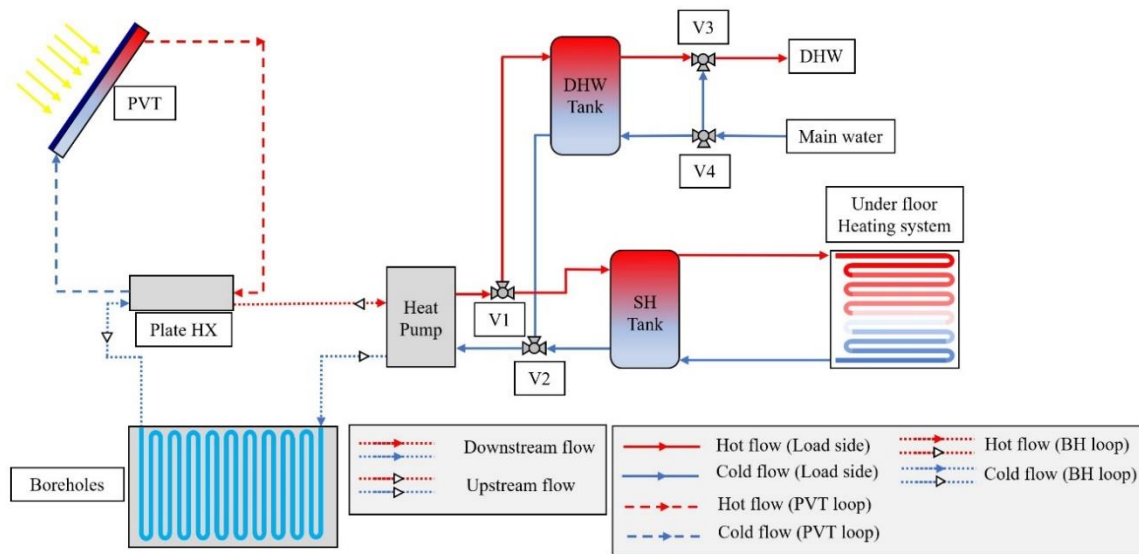 V3
DHW
PVT
DHW
Tank
Main water
V4
Under floor
Heating system
Heat
Pump
V1
SH
Tank
Plate HX
V2
Boreholes
Downstream flow
Upstream flow
Hot flow (Load side)
Cold flow (Load side)
Hot flow (PVT loop)
Cold flow (PVT loop)
Hot flow (BH loop)
Cold flow (BH loop)